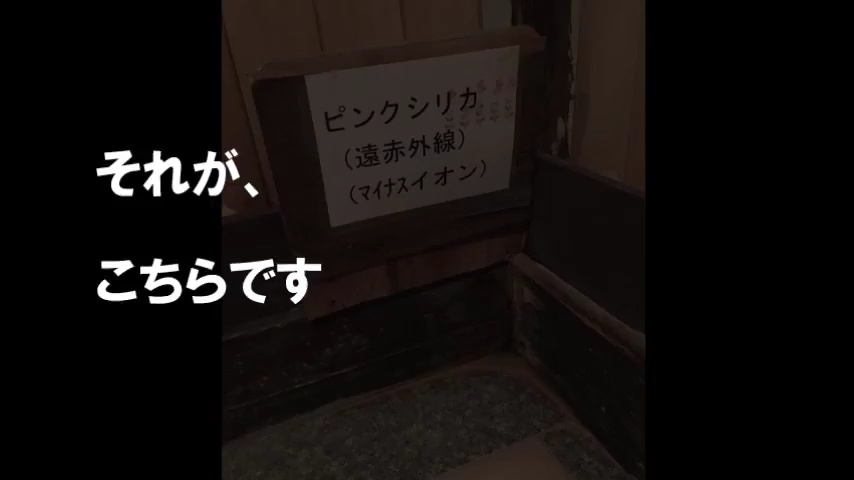 それが、
こちらです
ピンクシリカ
(遠赤外線)
(マイナスイオン)